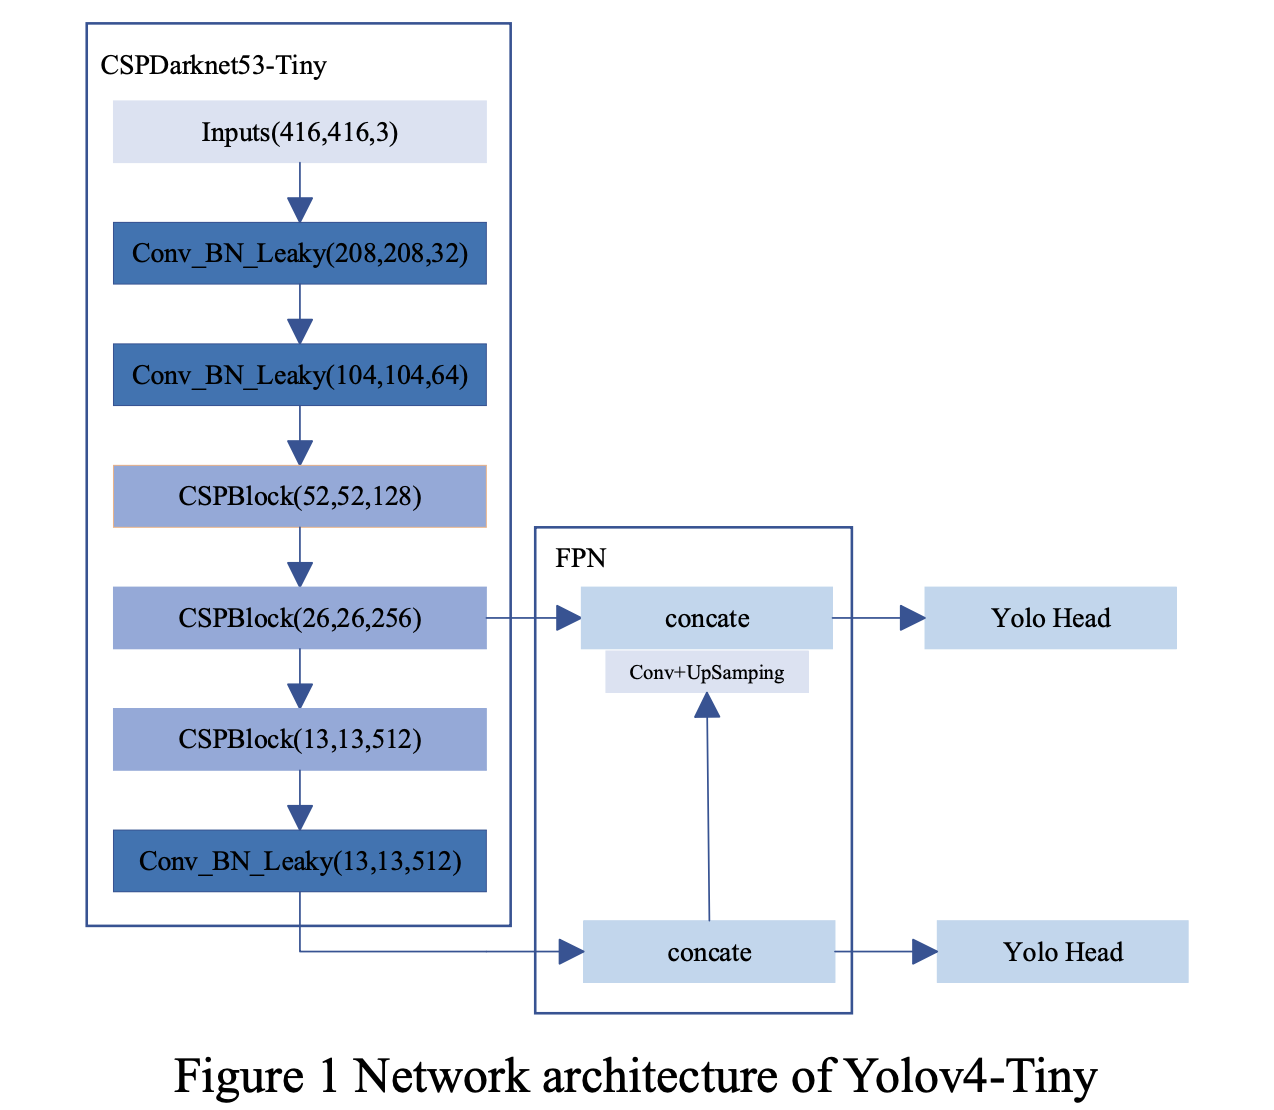 CSPDarknet53-Tiny
Inputs(416,416,3)
Conv_BN_Leaky(208,208,32)
Conv_BN_Leaky(104,104,64)
CSPBlock(52,52,128)
CSPBlock(26,26,256)
CSPBlock(13,13,512)
Conv_BN_Leaky(13,13,512)
FPN
concate
Conv+UpSamping
concate
Yolo Head
Yolo Head
Figure 1 Network architecture of Yolov4-Tiny